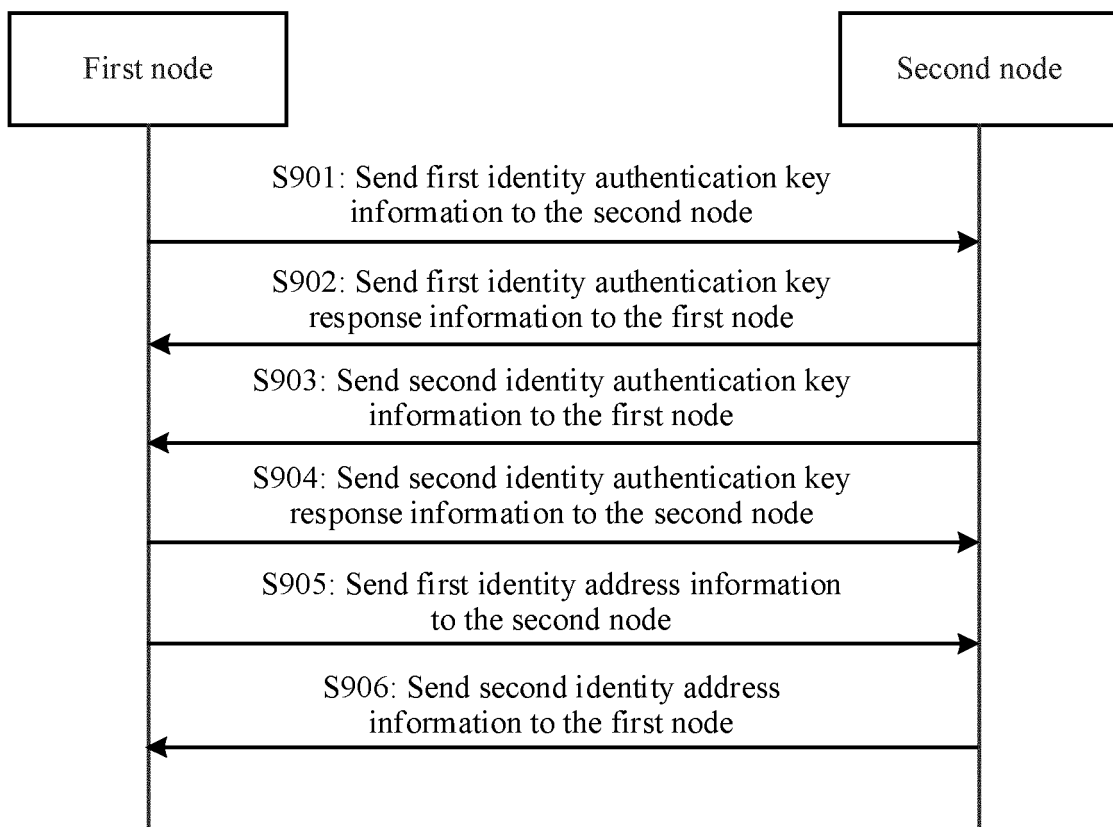 First node
Second node
S901: Send first identity authentication key
information to the second node
S902: Send first identity authentication key
response information to the first node
S903: Send second identity authentication key
information to the first node
S904: Send second identity authentication key
response information to the second node
S905: Send first identity address information
to the second node
S906: Send second identity address
information to the first node